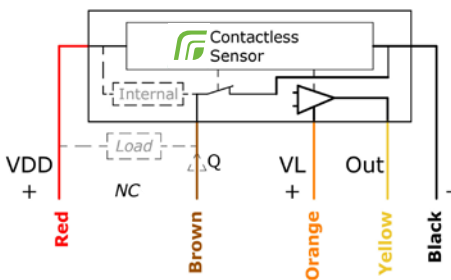 Contactless
Sensor
Internal
Load
Q
VDD
VL
Out
+
NC
+
-
Red
Brown
Orange
Yellow
Black